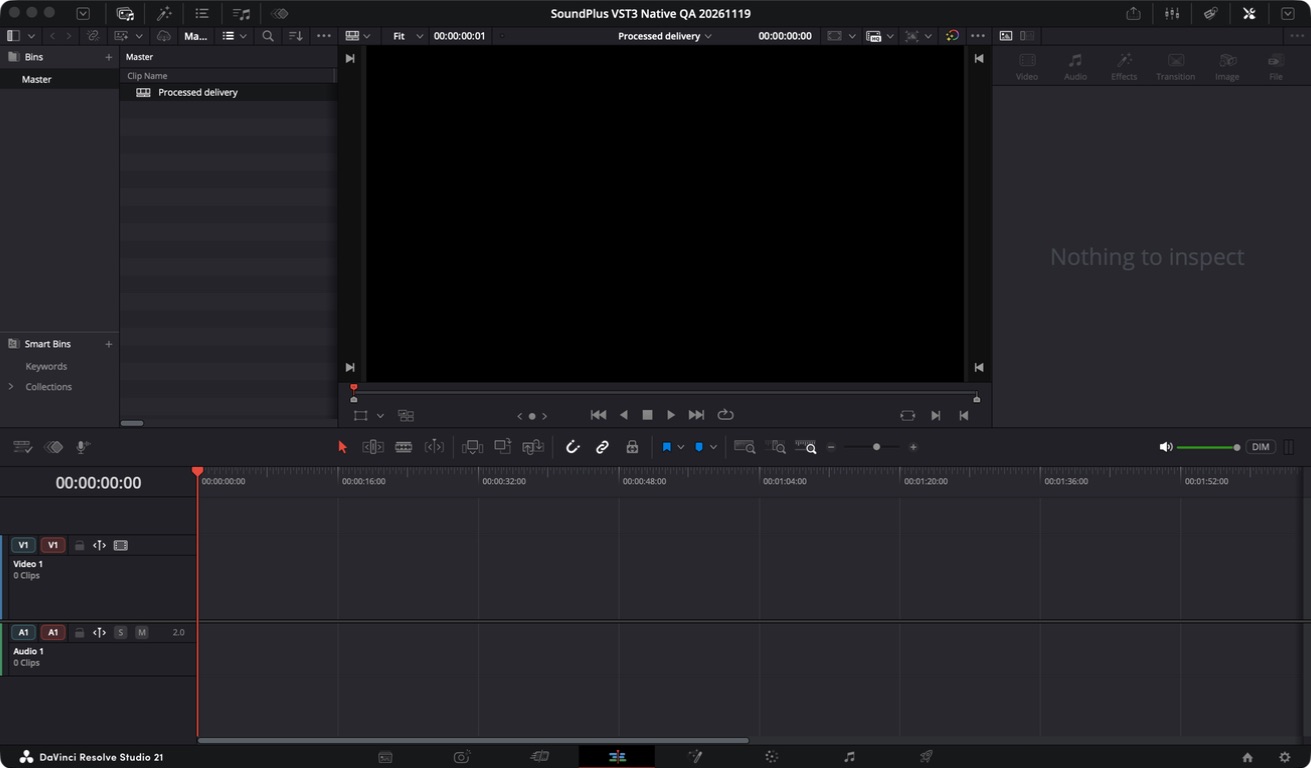 SoundPlus VST3 Native QA 20261119
Ma...
Fit
00:00:00:01
Processed delivery
00:00:00:00
Bins
Master
Master
Clip Name
Processed delivery
Video
Audio
Effects
Transition
Image
File
Nothing to inspect
Smart Bins
Keywords
Collections
DIM
00:00:00:00
00:00:00:00
00:00:16:00
00:00:32:00
00:00:48:00
00:01:04:00
00:01:20:00
00:01:36:00
00:01:52:00
V1 V1
Video 1
0 Clips
A1 A1 S M 2.0
Audio 1
0 Clips
DaVinci Resolve Studio 21